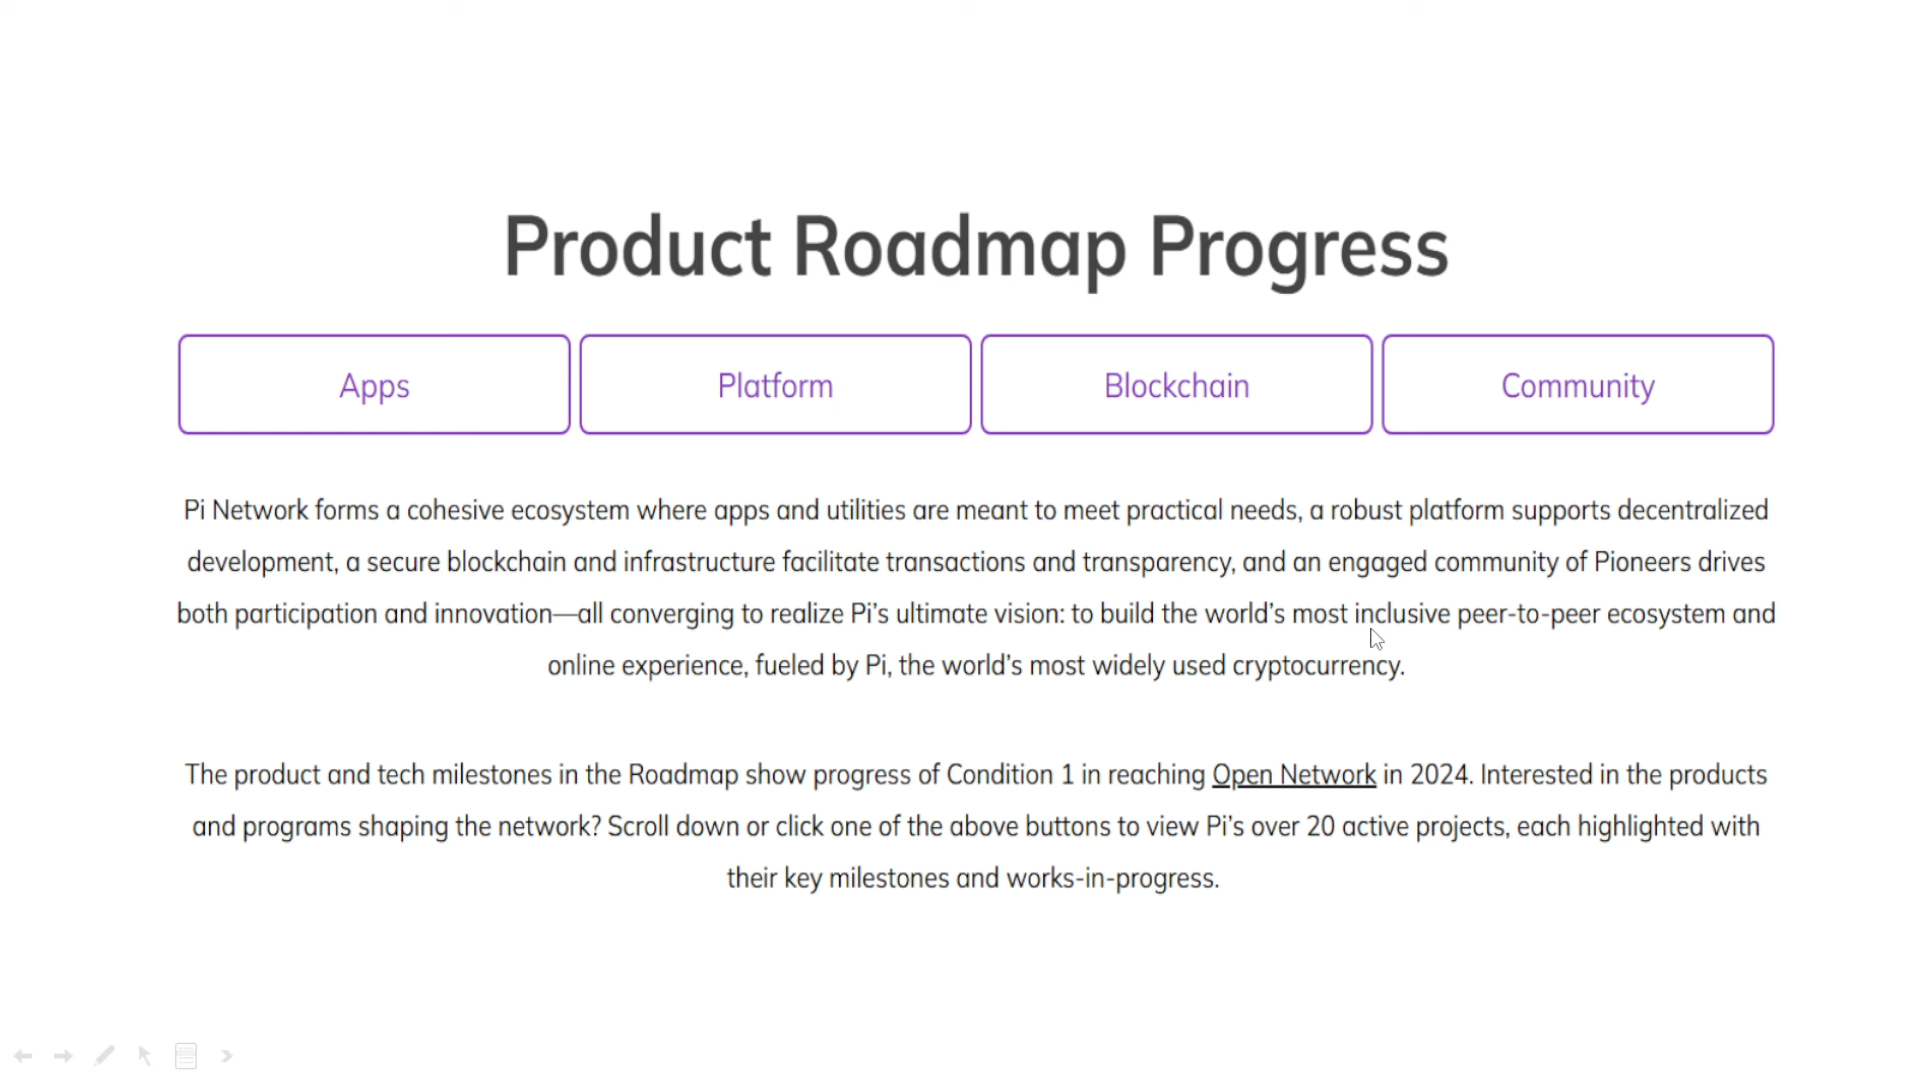 Product Roadmap Progress
Apps
Platform
Blockchain
Community
Pi Network forms a cohesive ecosystem where apps and utilities are meant to meet practical needs, a robust platform supports decentralized
development, a secure blockchain and infrastructure facilitate transactions and transparency, and an engaged community of Pioneers drives
both participation and innovation—all converging to realize Pi’s ultimate vision: to build the world’s most inclusive peer-to-peer ecosystem and
online experience, fueled by Pi, the world’s most widely used cryptocurrency.
The product and tech milestones in the Roadmap show progress of Condition 1 in reaching Open Network in 2024. Interested in the products
and programs shaping the network? Scroll down or click one of the above buttons to view Pi’s over 20 active projects, each highlighted with
their key milestones and works-in-progress.